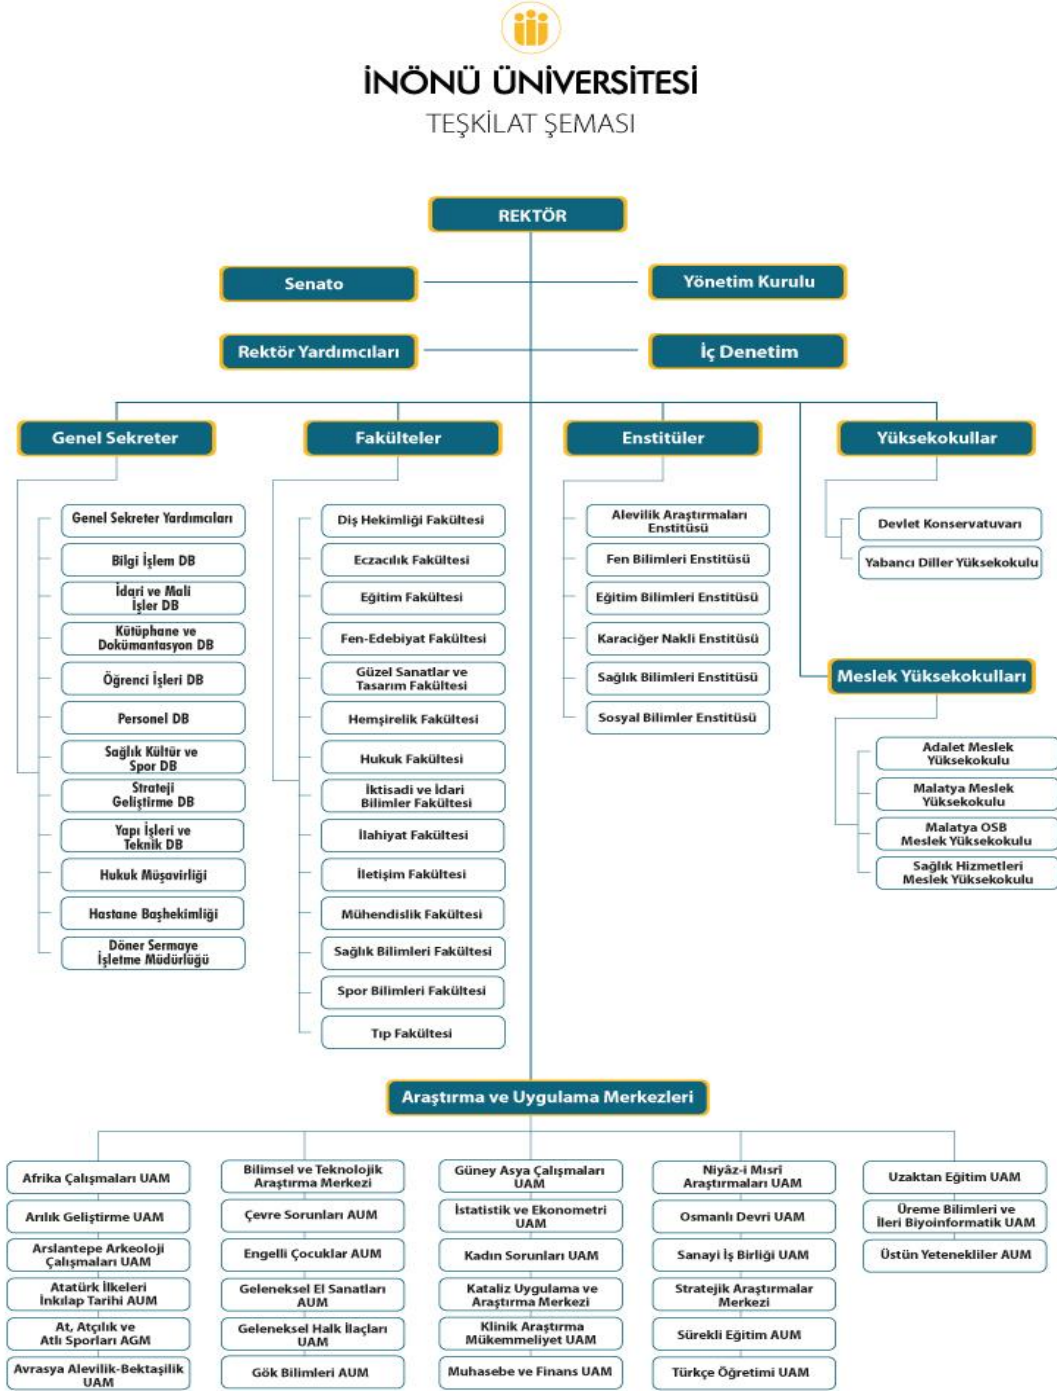 İNÖNÜ ÜNİVERSİTESİ
TEŞKİLAT ŞEMASI
REKTÖR
Senato
Yönetim Kurulu
Rektör Yardımcıları
İç Denetim
Genel Sekreter
Fakülteler
Enstitüler
Yüksekokullar
Genel Sekreter Yardımcıları
Bilgi İşlem DB
İdari ve Mali
İşler DB
Kütüphane ve
Dokümantasyon DB
Öğrenci İşleri DB
Personel DB
Sağlık Kültür ve
Spor DB
Strateji
Geliştirme DB
Yapı İşleri ve
Teknik DB
Hukuk Müşavirliği
Hastane Başhekimliği
Döner Sermaye
İşletme Müdürlüğü
Diş Hekimliği Fakültesi
Eczacılık Fakültesi
Eğitim Fakültesi
Fen-Edebiyat Fakültesi
Güzel Sanatlar ve
Tasarım Fakültesi
Hemşirelik Fakültesi
Hukuk Fakültesi
İktisadi ve İdari
Bilimler Fakültesi
İlahiyat Fakültesi
İletişim Fakültesi
Mühendislik Fakültesi
Sağlık Bilimleri Fakültesi
Spor Bilimleri Fakültesi
Tıp Fakültesi
Alevilik Araştırmaları
Enstitüsü
Fen Bilimleri Enstitüsü
Eğitim Bilimleri Enstitüsü
Karaciğer Nakli Enstitüsü
Sağlık Bilimleri Enstitüsü
Sosyal Bilimler Enstitüsü
Devlet Konservatuvarı
Yabancı Diller Yüksekokulu
Meslek Yüksekokulları
Adalet Meslek
Yüksekokulu
Malatya Meslek
Yüksekokulu
Malatya OSB
Meslek Yüksekokulu
Sağlık Hizmetleri
Meslek Yüksekokulu
Araştırma ve Uygulama Merkezleri
Afrika Çalışmaları UAM
Arılık Geliştirme UAM
Arslantepe Arkeoloji
Çalışmaları UAM
Atatürk İlkeleri
İnkılap Tarihi AUM
At, Atçılık ve
Atlı Sporları AGM
Avrasya Alevilik-Bektaşilik
UAM
Bilimsel ve Teknolojik
Araştırma Merkezi
Çevre Sorunları AUM
Engelli Çocuklar AUM
Geleneksel El Sanatları
AUM
Geleneksel Halk İlaçları
UAM
Gök Bilimleri AUM
Güney Asya Çalışmaları
UAM
İstatistik ve Ekonometri
UAM
Kadın Sorunları UAM
Kataliz Uygulama ve
Araştırma Merkezi
Klinik Araştırma
Mükemmeliyet UAM
Muhasebe ve Finans UAM
Niyâz-i Mısrî
Araştırmaları UAM
Osmanlı Devri UAM
Sanayi İş Birliği UAM
Stratejik Araştırmalar
Merkezi
Sürekli Eğitim AUM
Türkçe Öğretimi UAM
Uzaktan Eğitim UAM
Üreme Bilimleri ve
İleri Biyoinformatik UAM
Üstün Yetenekliler AUM